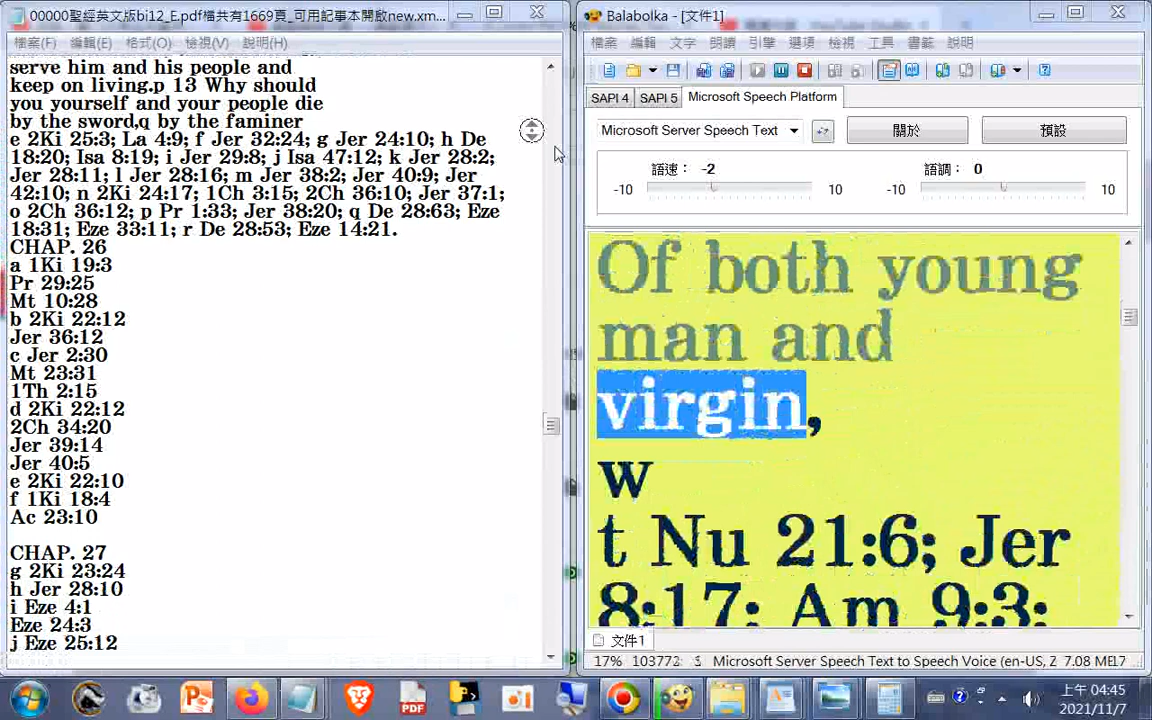 00000聖經英文版bi12_E.pdf檔共有1669頁_可用記事本開啟new.xm...
檔案(F) 編輯(E) 格式(O) 檢視(V) 說明(H)
serve him and his people and
keep on living.p 13 Why should
you yourself and your people die
by the sword,q by the faminer
e 2Ki 25:3; La 4:9; f Jer 32:24; g Jer 24:10; h De
18:20; Isa 8:19; i Jer 29:8; j Isa 47:12; k Jer 28:2;
Jer 28:11; l Jer 28:16; m Jer 38:2; Jer 40:9; Jer
42:10; n 2Ki 24:17; 1Ch 3:15; 2Ch 36:10; Jer 37:1;
o 2Ch 36:12; p Pr 1:33; Jer 38:20; q De 28:63; Eze
18:31; Eze 33:11; r De 28:53; Eze 14:21.
CHAP. 26
a 1Ki 19:3
Pr 29:25
Mt 10:28
b 2Ki 22:12
Jer 36:12
c Jer 2:30
Mt 23:31
1Th 2:15
d 2Ki 22:12
2Ch 34:20
Jer 39:14
Jer 40:5
e 2Ki 22:10
f 1Ki 18:4
Ac 23:10
CHAP. 27
g 2Ki 23:24
h Jer 28:10
i Eze 4:1
Eze 24:3
j Eze 25:12
Balabolka - [文件1]
檔案 編輯 文字 朗讀 引擎 選項 檢視 工具 書籤 說明
SAPI 4 SAPI 5 Microsoft Speech Platform
Microsoft Server Speech Text 關於 預設
語速： -2 語調： 0
-10 10 -10 10
Of both young
man and
virgin,
w
t Nu 21:6; Jer
8:17; Am 9:3;
文件1
17% 103772 Microsoft Server Speech Text to Speech Voice (en-US, Z 7.08 ME17
PDF
上午 04:45
2021/11/7